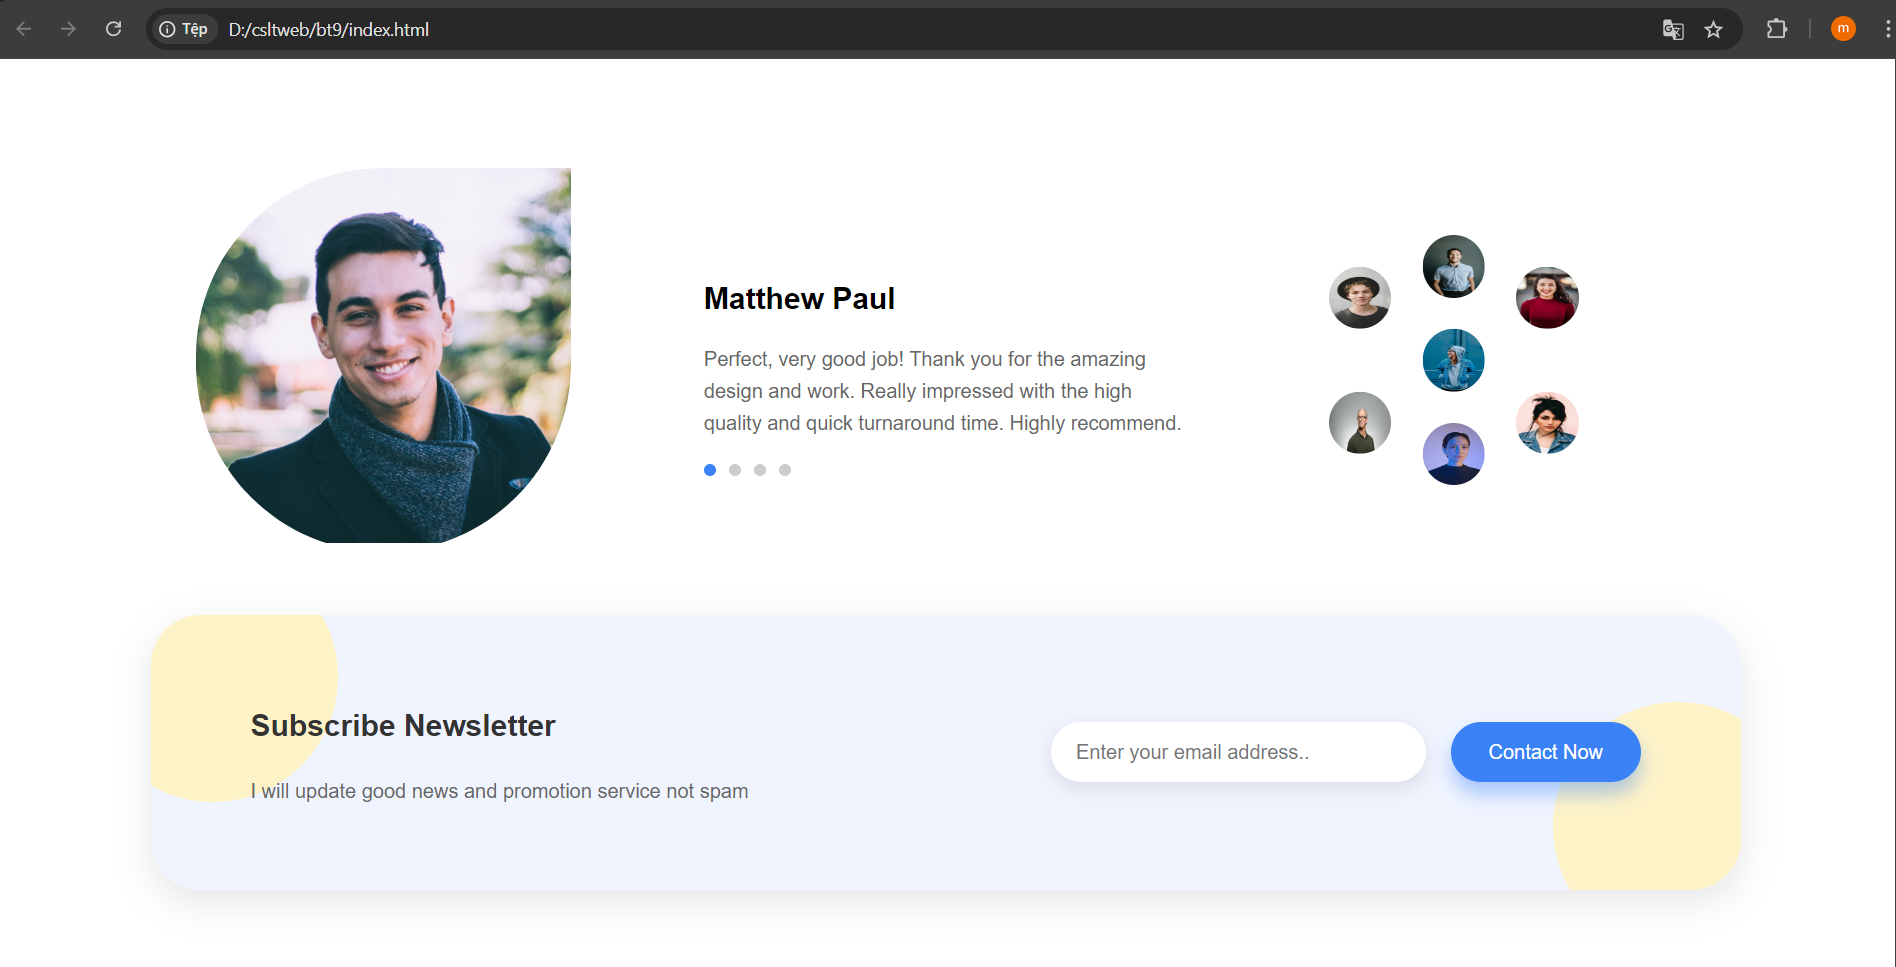 Tệp
D:/csltweb/bt9/index.html
m
Matthew Paul
Perfect, very good job! Thank you for the amazing
design and work. Really impressed with the high
quality and quick turnaround time. Highly recommend.
Subscribe Newsletter
I will update good news and promotion service not spam
Enter your email address..
Contact Now